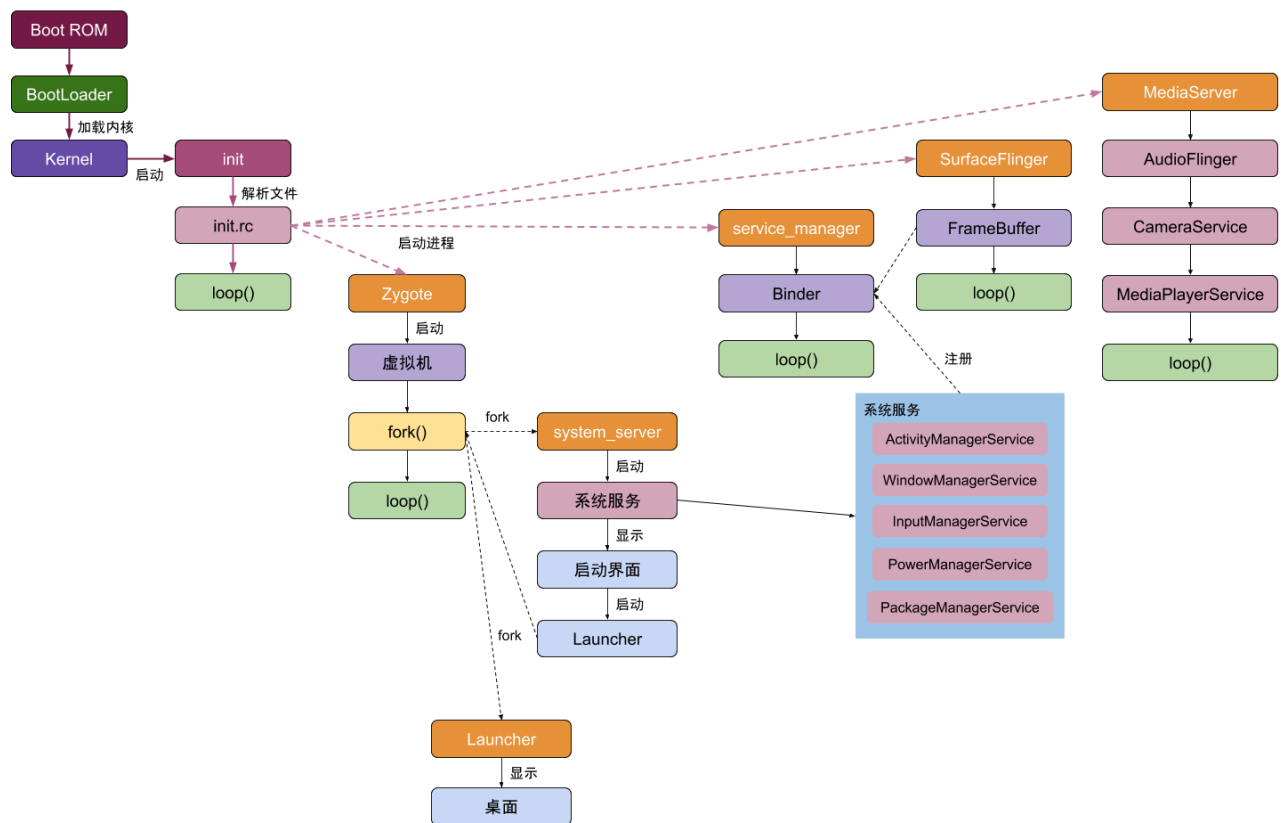 Boot ROM
BootLoader
加载内核
Kernel
启动
init
解析文件
init.rc
loop()
启动进程
Zygote
启动
虚拟机
fork()
loop()
fork
system_server
启动
系统服务
显示
启动界面
启动
Launcher
fork
Launcher
显示
桌面
service_manager
Binder
loop()
SurfaceFlinger
FrameBuffer
loop()
MediaServer
AudioFlinger
CameraService
MediaPlayerService
loop()
注册
系统服务
ActivityManagerService
WindowManagerService
InputManagerService
PowerManagerService
PackageManagerService